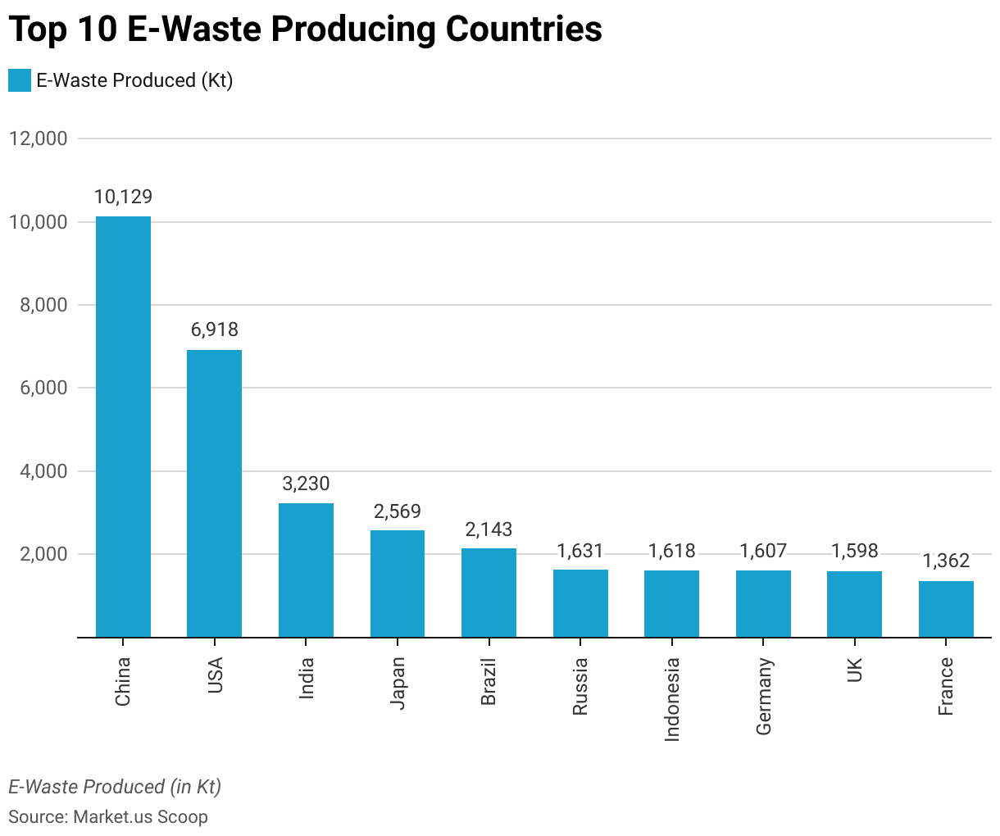 Top 10 E-Waste Producing Countries
E-Waste Produced (Kt)
12,000
10,000
8,000
6,000
4,000
2,000
10,129
6,918
3,230
2,569
2,143
1,631
1,618
1,607
1,598
1,362
China
USA
India
Japan
Brazil
Russia
Indonesia
Germany
UK
France
E-Waste Produced (in Kt)
Source: Market.us Scoop